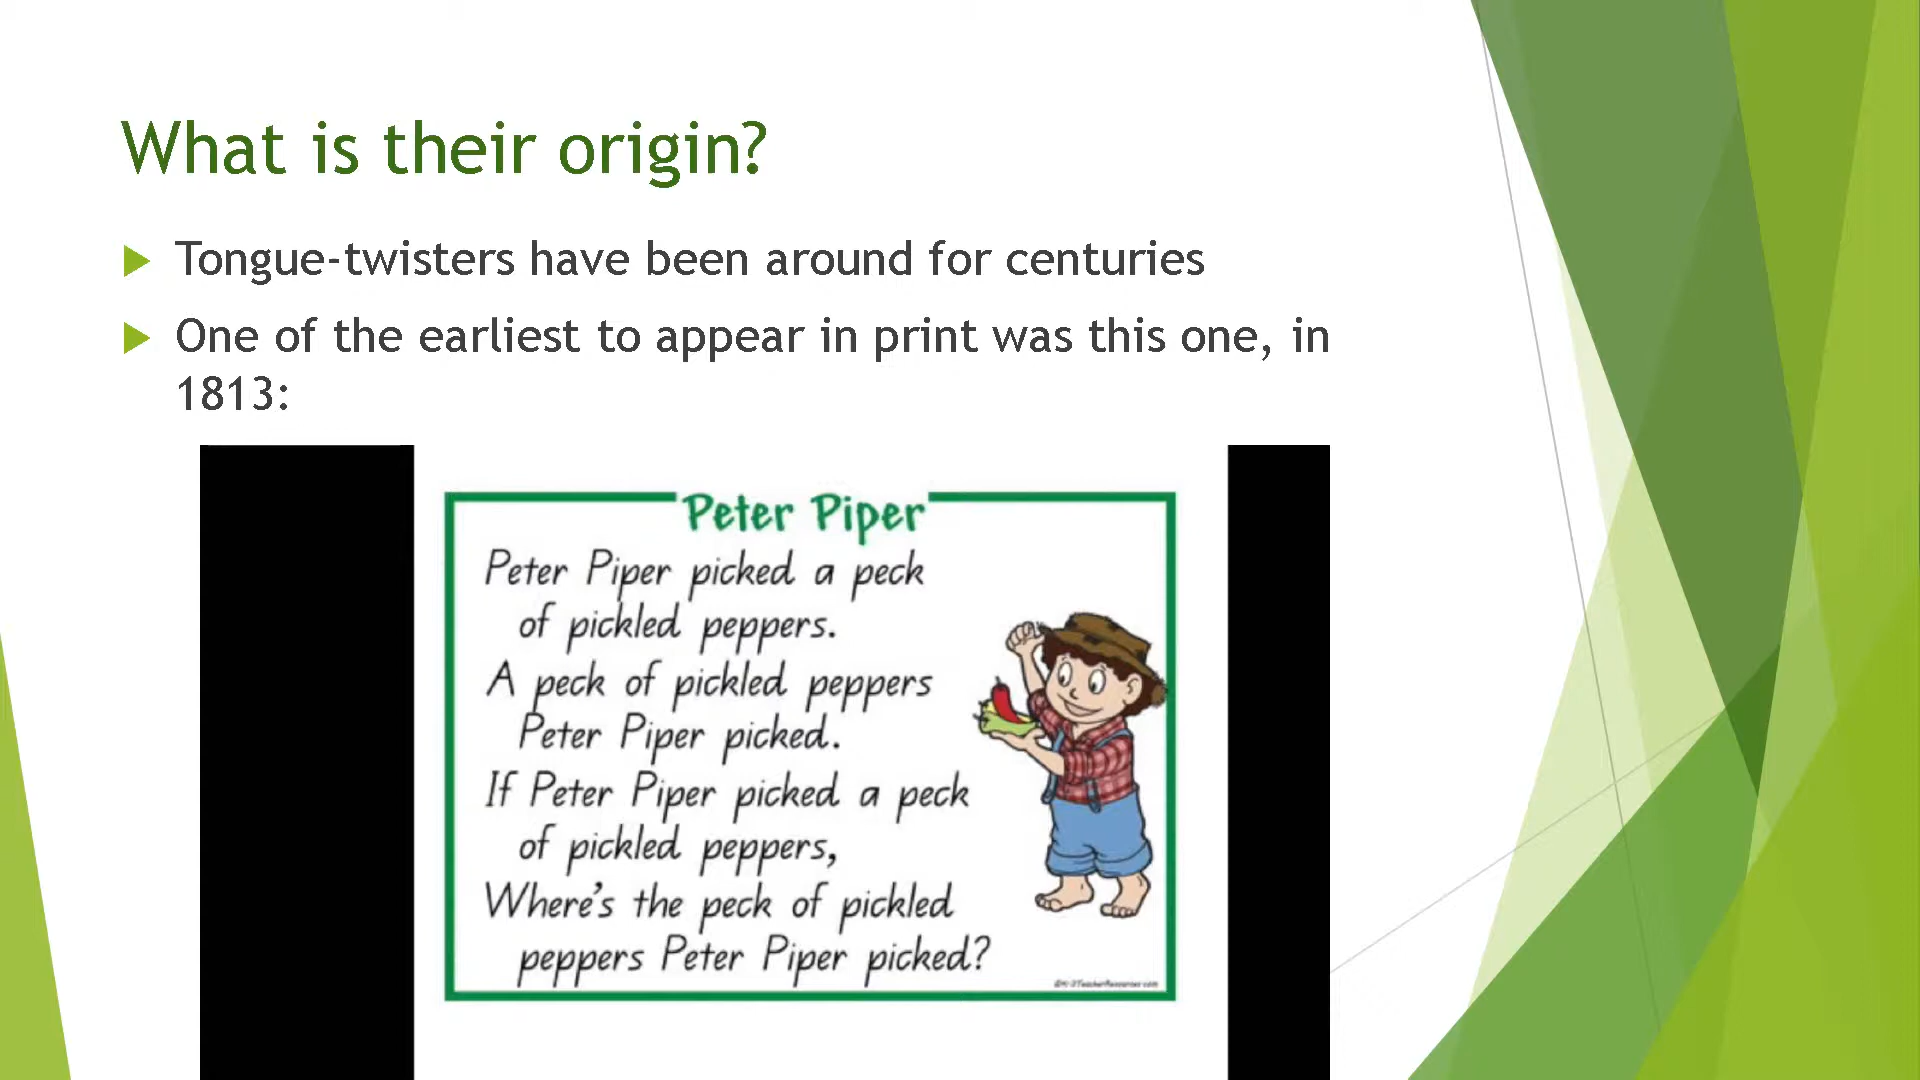 What is their origin?
Tongue-twisters have been around for centuries
One of the earliest to appear in print was this one, in
1813:
Peter Piper
Peter Piper picked a peck
of pickled peppers.
A peck of pickled peppers
Peter Piper picked.
If Peter Piper picked a peck
of pickled peppers,
Where's the peck of pickled
peppers Peter Piper picked?
©K-3TeacherResources.com